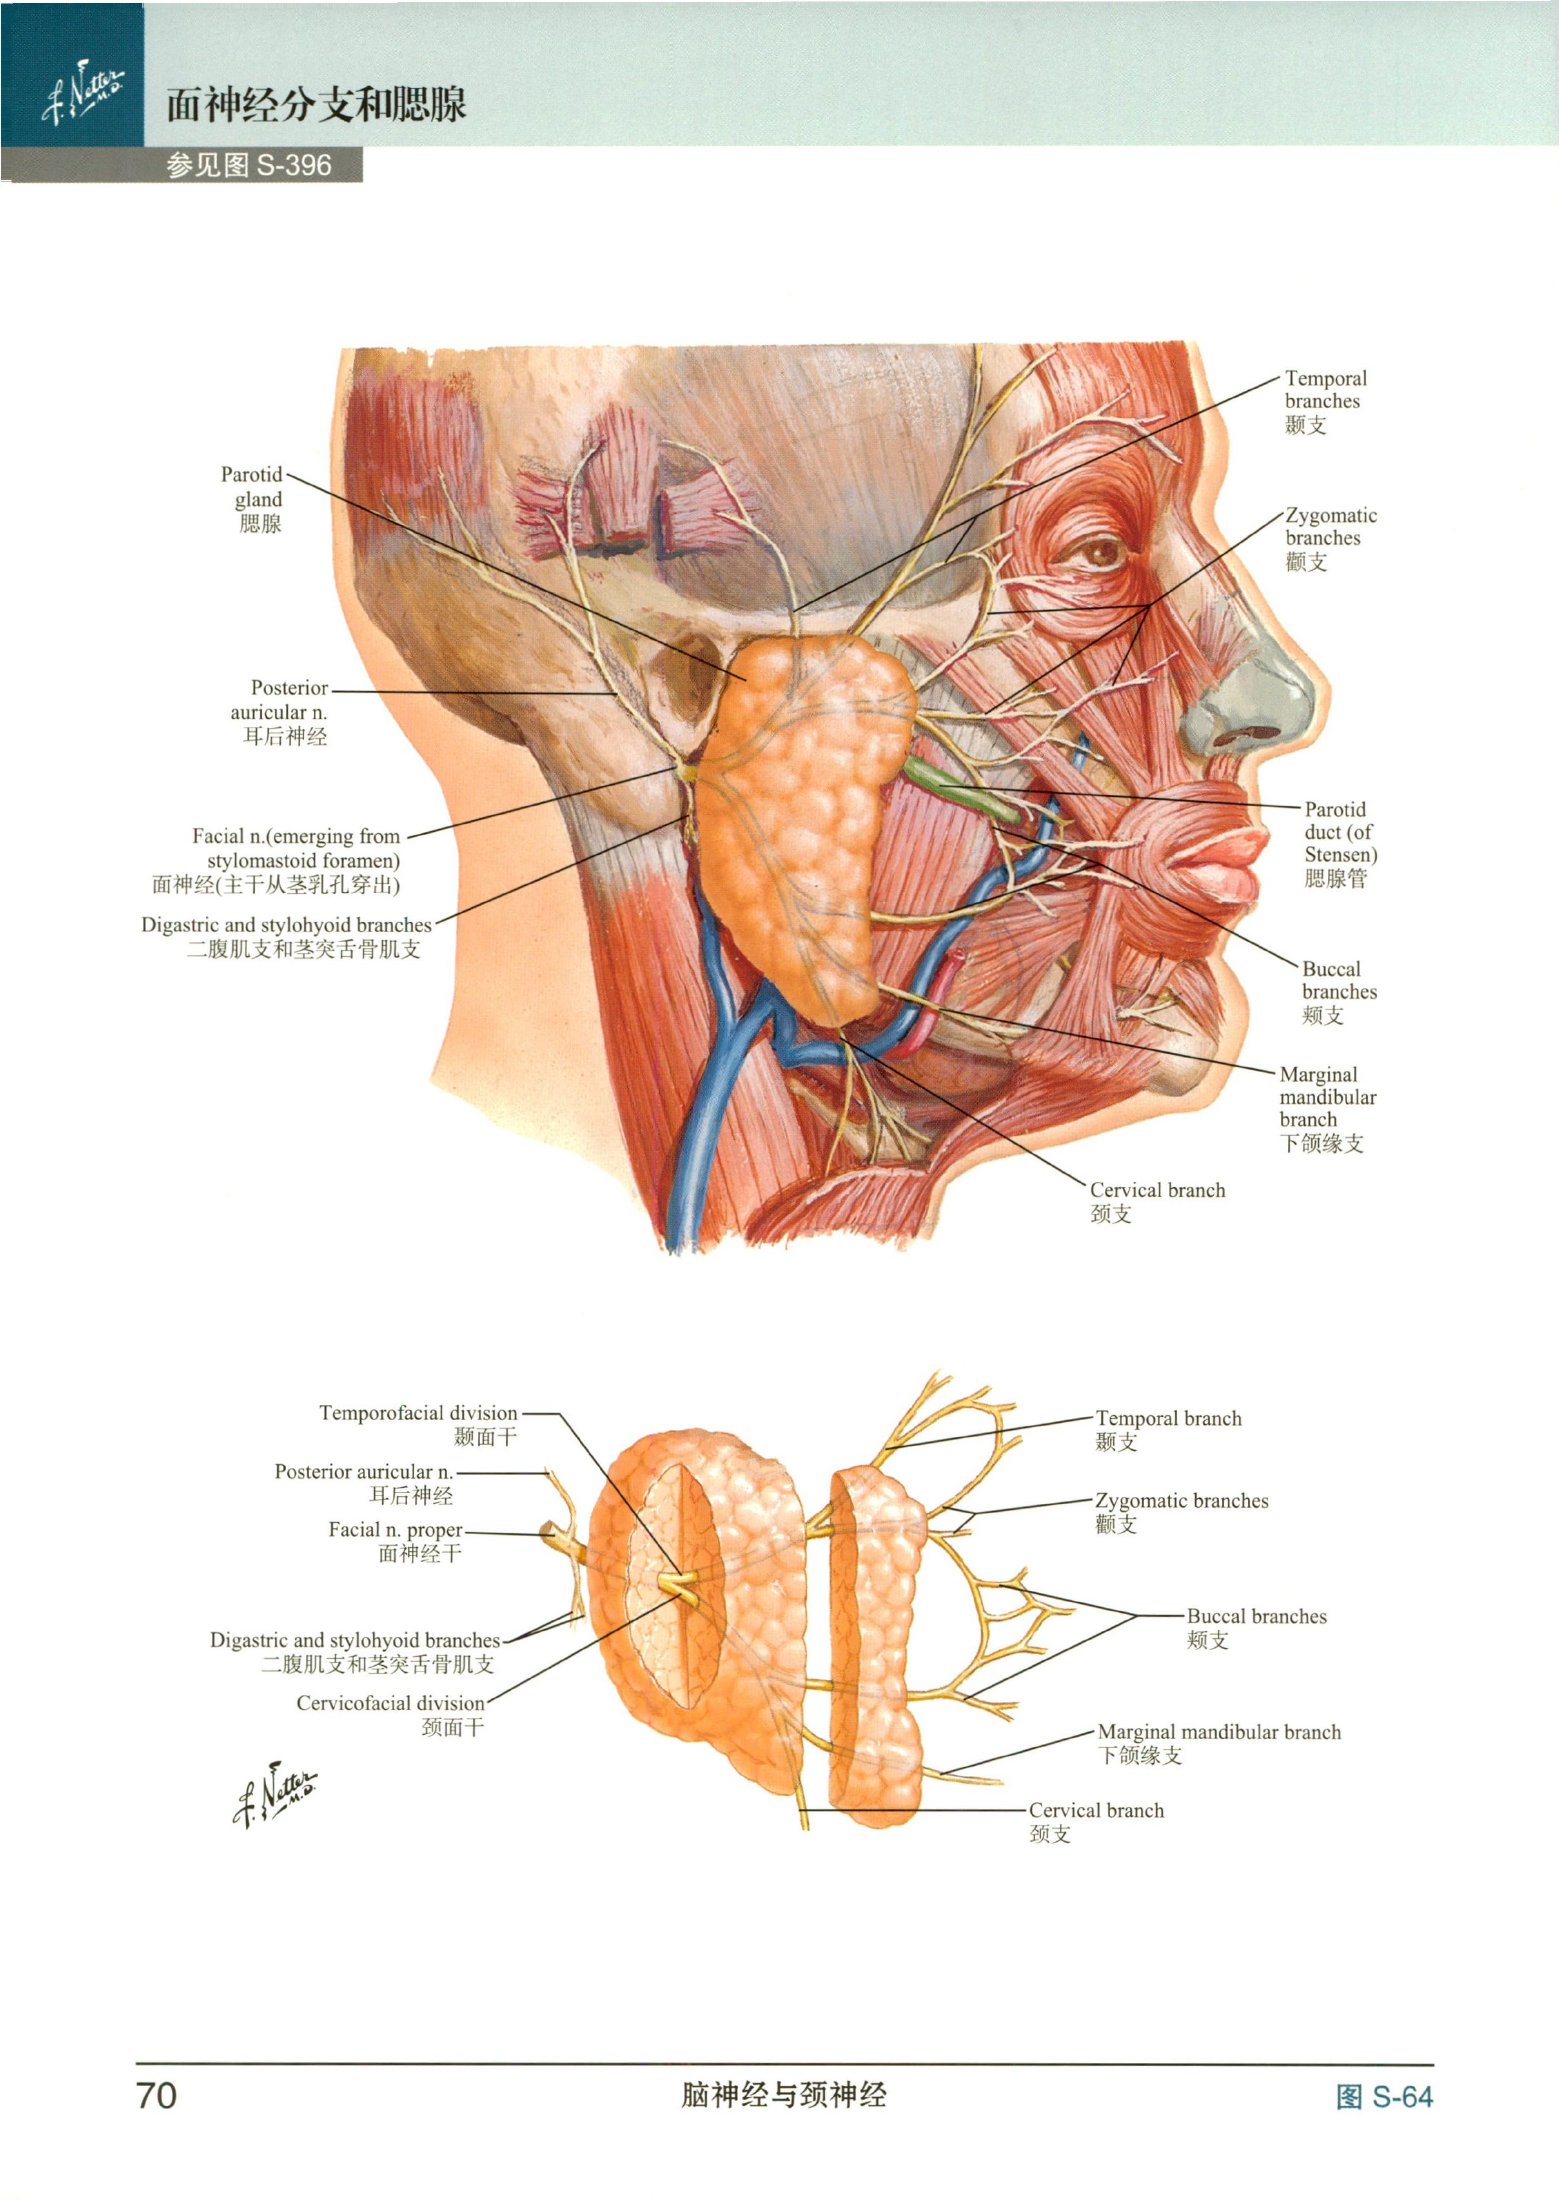 F. Netter M.D.
面神经分支和腮腺
参见图 S-396
Temporal
branches
颞支
Parotid
gland
腮腺
Zygomatic
branches
颧支
Posterior
auricular n.
耳后神经
Parotid
duct (of
Stensen)
腮腺管
Facial n.(emerging from
stylomastoid foramen)
面神经(主干从茎乳孔穿出)
Digastric and stylohyoid branches
二腹肌支和茎突舌骨肌支
Buccal
branches
颊支
Marginal
mandibular
branch
下颌缘支
Cervical branch
颈支
Temporofacial division
颞面干
Posterior auricular n.
耳后神经
Facial n. proper
面神经干
Digastric and stylohyoid branches
二腹肌支和茎突舌骨肌支
Cervicofacial division
颈面干
Temporal branch
颞支
Zygomatic branches
颧支
Buccal branches
颊支
Marginal mandibular branch
下颌缘支
Cervical branch
颈支
F. Netter M.D.
70
脑神经与颈神经
图 S-64